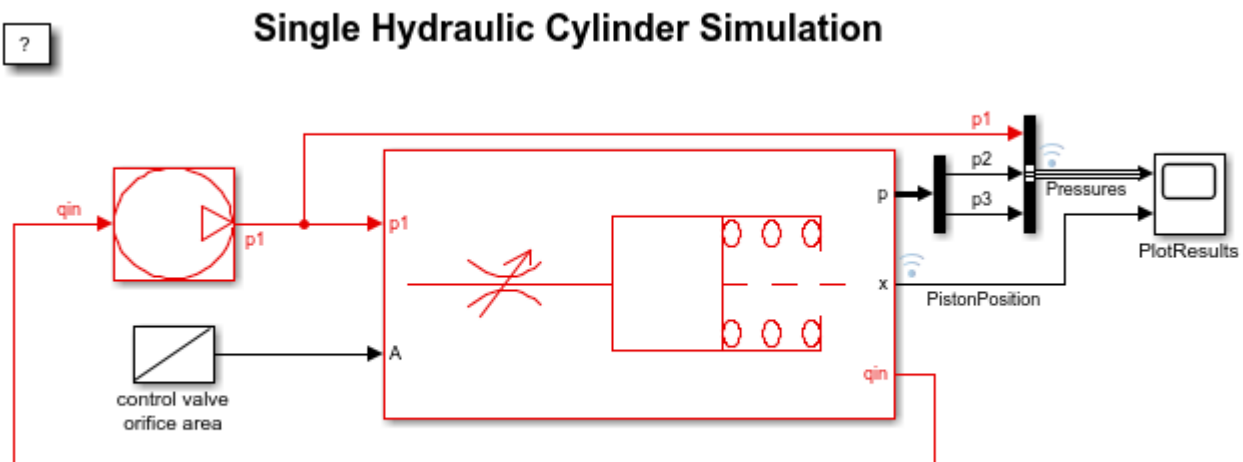 Single Hydraulic Cylinder Simulation
?
p1
p2
p3
Pressures
PlotResults
qin
p1
p1
p
x
PistonPosition
A
qin
control valve
orifice area